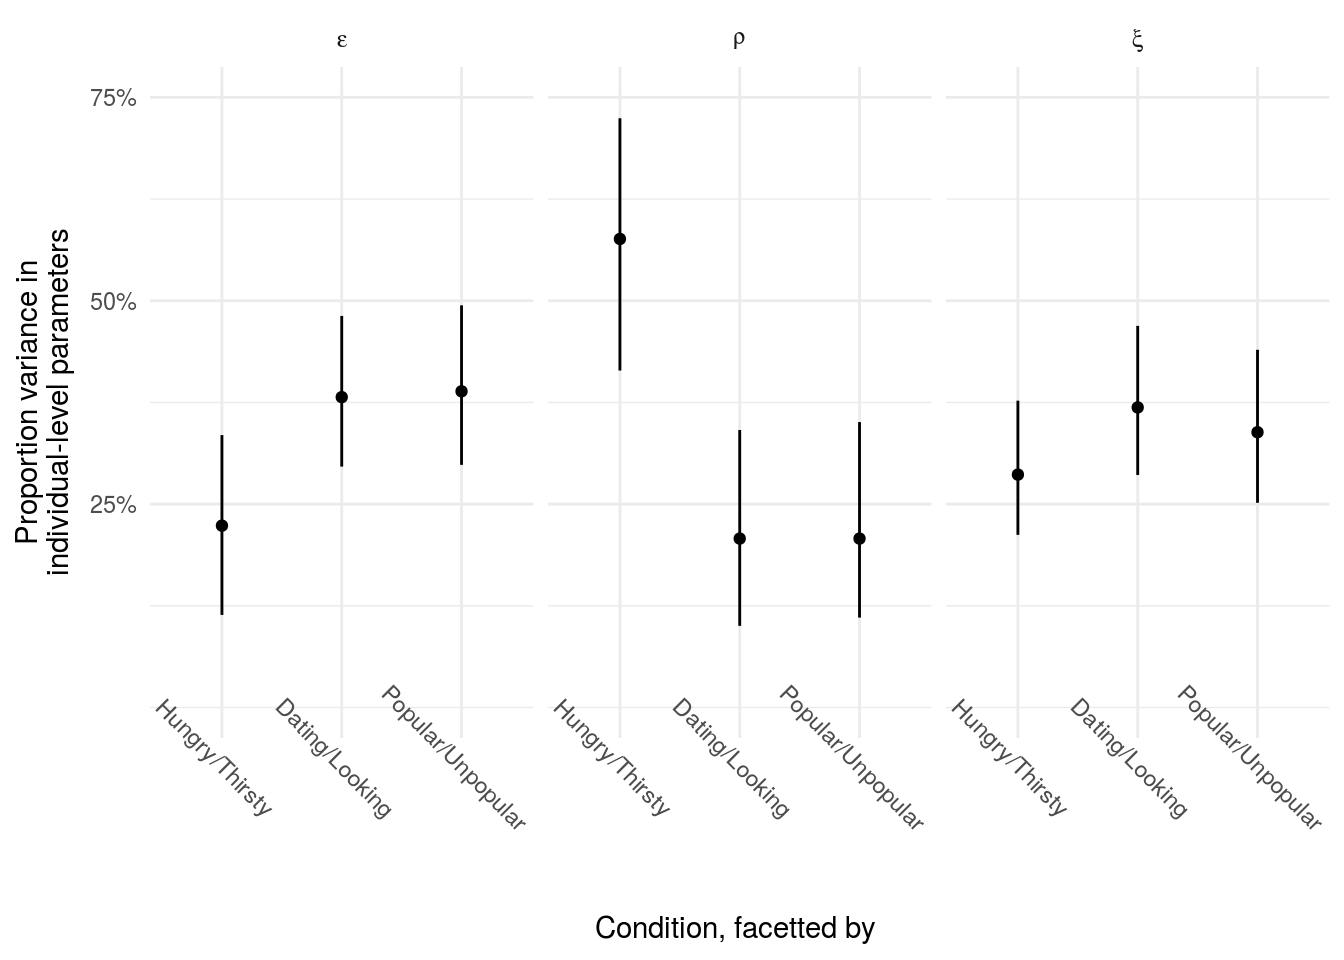 ε
ρ
ξ
75%
50%
25%
Proportion variance in
individual-level parameters
Hungry/Thirsty
Dating/Looking
Popular/Unpopular
Hungry/Thirsty
Dating/Looking
Popular/Unpopular
Hungry/Thirsty
Dating/Looking
Popular/Unpopular
Condition, facetted by